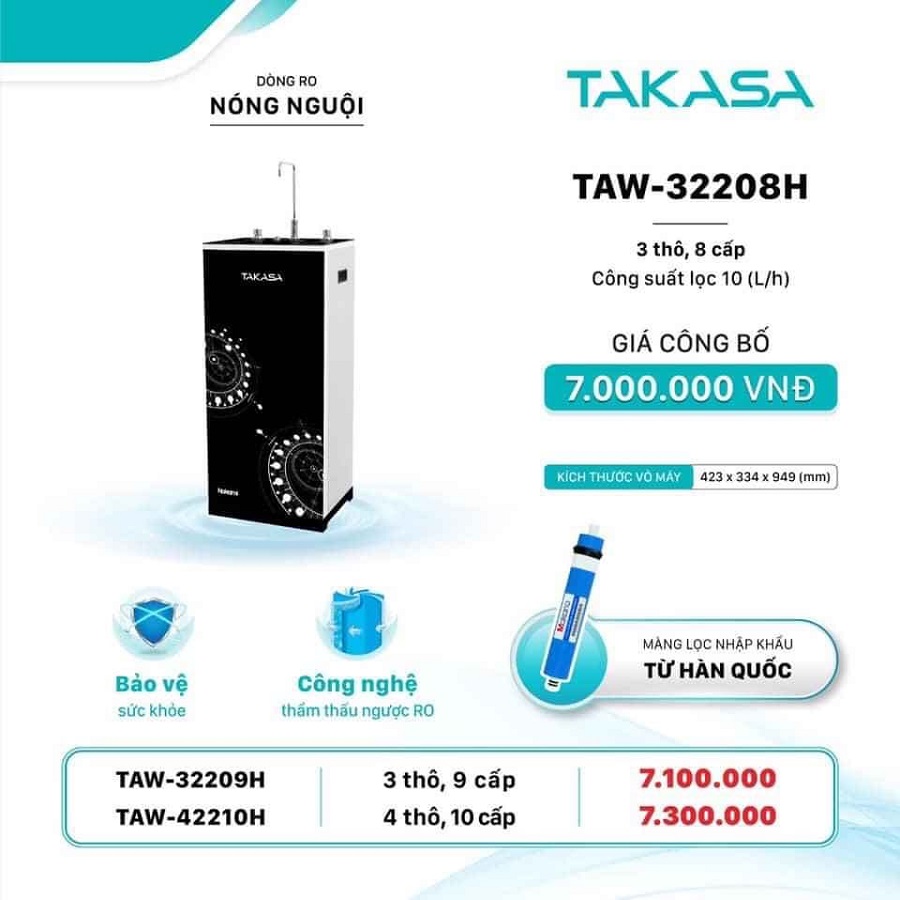 DÒNG RO
NÓNG NGUỘI
TAKASA
TAW-32208H
3 thô, 8 cấp
Công suất lọc 10 (L/h)
GIÁ CÔNG BỐ
7.000.000 VNĐ
KÍCH THƯỚC VỎ MÁY 423 x 334 x 949 (mm)
TAKASA
MÀNG LỌC NHẬP KHẨU
TỪ HÀN QUỐC
Bảo vệ
sức khỏe
Công nghệ
thẩm thấu ngược RO
TAW-32209H 3 thô, 9 cấp 7.100.000
TAW-42210H 4 thô, 10 cấp 7.300.000